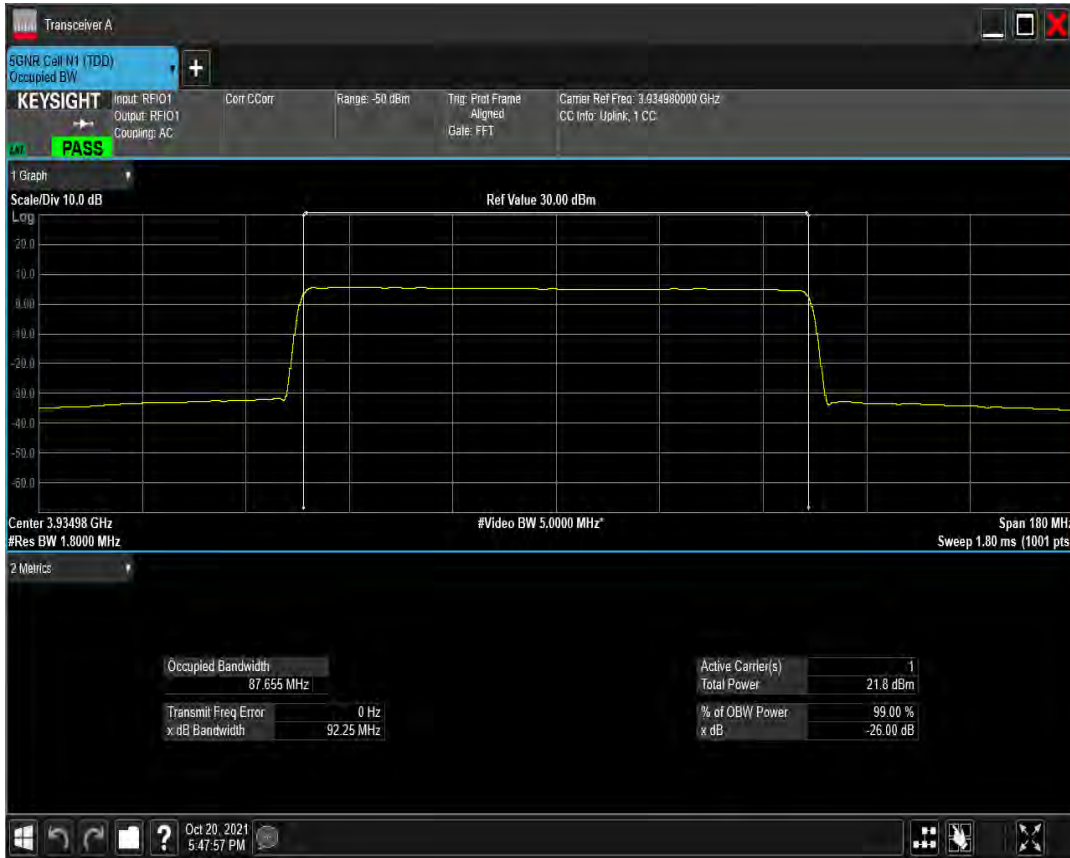 Transceiver A
5GNR Cell N1 (TDD)
Occupied BW
+
KEYSIGHT
PASS
Input: RFIO1
Output: RFIO1
Coupling: AC
Corr CCorr
Range: -50 dBm
Trig: Prot Frame
Aligned
Gate: FFT
Carrier Ref Freq: 3.934980000 GHz
CC Info: Uplink, 1 CC
1 Graph
Scale/Div 10.0 dB
Ref Value 30.00 dBm
Log
20.0
10.0
0.00
-10.0
-20.0
-30.0
-40.0
-50.0
-60.0
Center 3.93498 GHz
#Video BW 5.0000 MHz*
Span 180 MHz
#Res BW 1.8000 MHz
Sweep 1.80 ms (1001 pts
2 Metrics
Occupied Bandwidth
87.655 MHz
Transmit Freq Error 0 Hz
x dB Bandwidth 92.25 MHz
Active Carrier(s) 1
Total Power 21.8 dBm
% of OBW Power 99.00 %
x dB -26.00 dB
?
Oct 20, 2021
5:47:57 PM